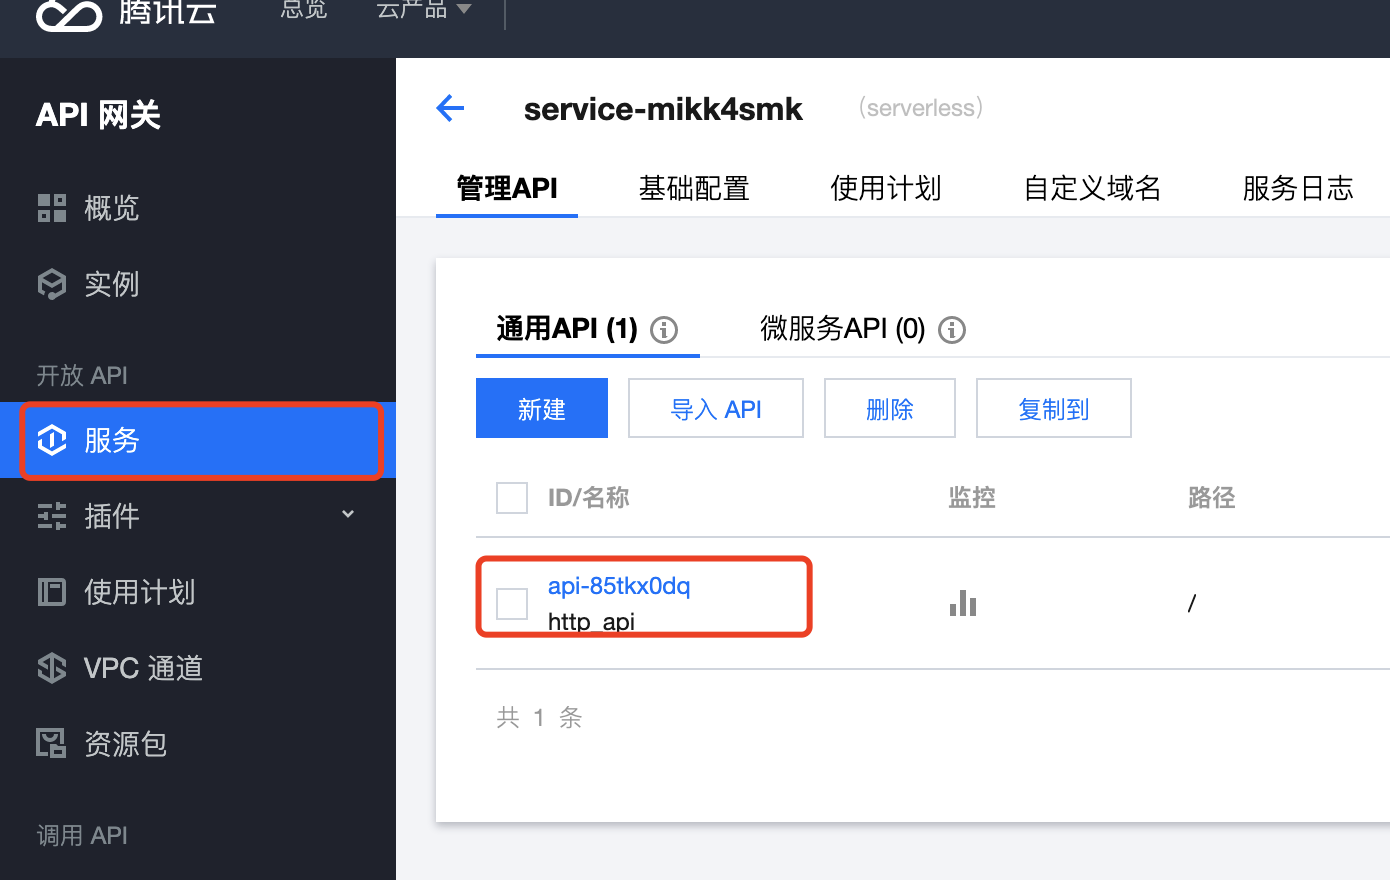 腾讯云 总览 云产品
API 网关
概览
实例
开放 API
服务
插件
使用计划
VPC 通道
资源包
调用 API
service-mikk4smk (serverless)
管理API 基础配置 使用计划 自定义域名 服务日志
通用API (1) 微服务API (0)
新建 导入 API 删除 复制到
ID/名称 监控 路径
api-85tkx0dq
http_api
/
共 1 条